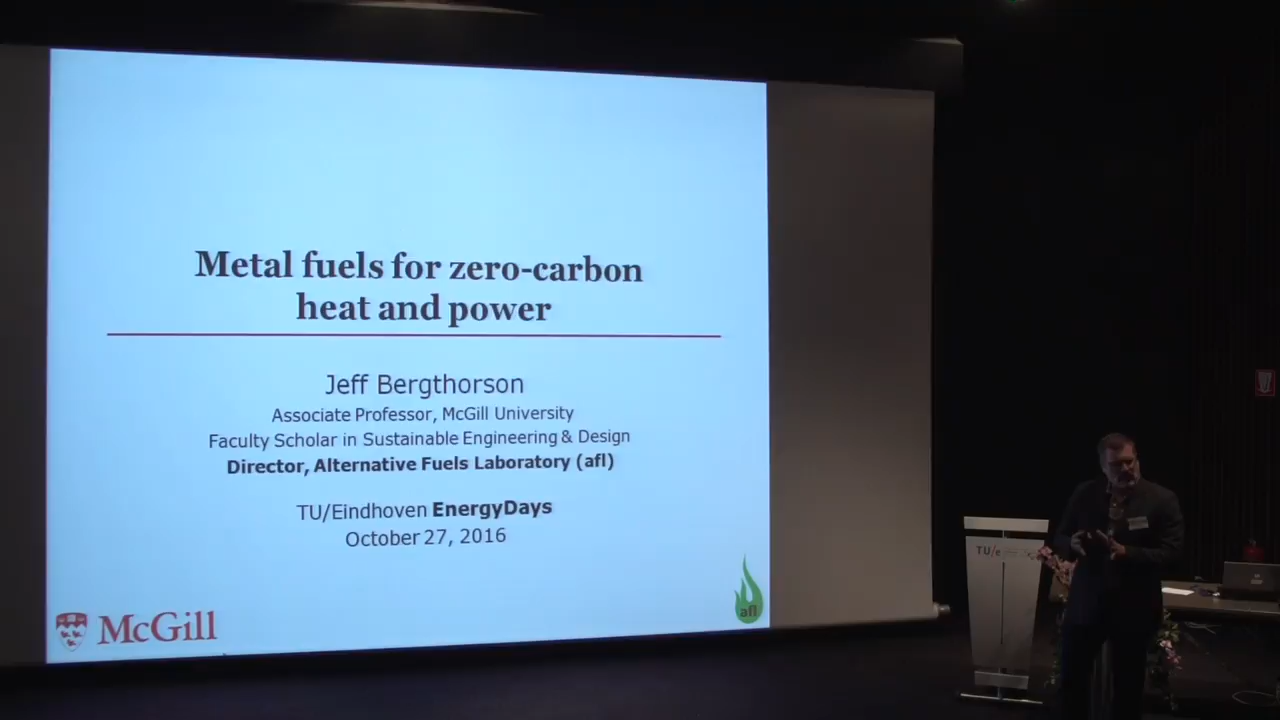 Metal fuels for zero-carbon
heat and power
Jeff Bergthorson
Associate Professor, McGill University
Faculty Scholar in Sustainable Engineering & Design
Director, Alternative Fuels Laboratory (afl)
TU/Eindhoven EnergyDays
October 27, 2016
McGill
afl
TU/e